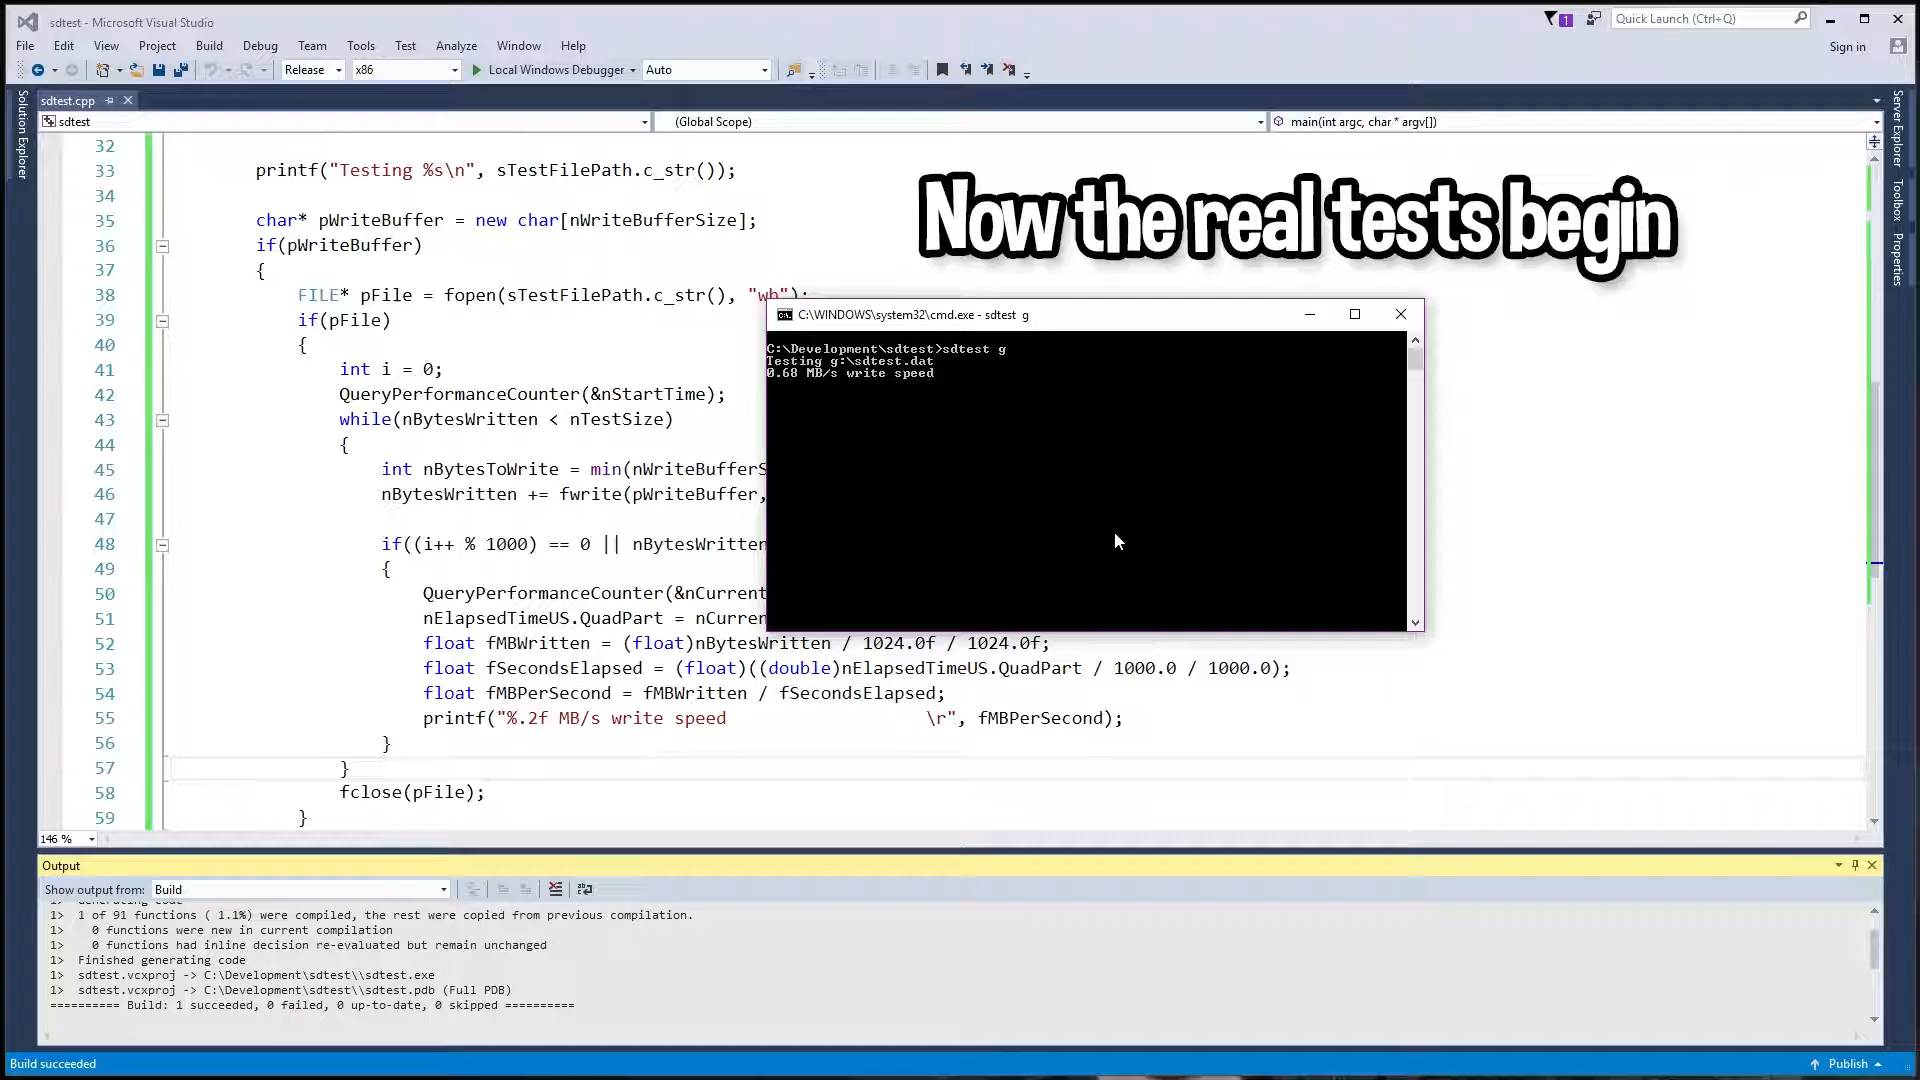 sdtest - Microsoft Visual Studio
1
Quick Launch (Ctrl+Q)
File Edit View Project Build Debug Team Tools Test Analyze Window Help
Sign in
Release x86 Local Windows Debugger Auto
Solution Explorer
Server Explorer
Toolbox
Properties
sdtest.cpp
sdtest (Global Scope) main(int argc, char * argv[])
Now the real tests begin
32
33 printf("Testing %s\n", sTestFilePath.c_str());
34
35 char* pWriteBuffer = new char[nWriteBufferSize];
36 if(pWriteBuffer)
37 {
38 FILE* pFile = fopen(sTestFilePath.c_str(), "wb");
39 if(pFile)
40 {
41 int i = 0;
42 QueryPerformanceCounter(&nStartTime);
43 while(nBytesWritten < nTestSize)
44 {
45 int nBytesToWrite = min(nWriteBufferS
46 nBytesWritten += fwrite(pWriteBuffer,
47
48 if((i++ % 1000) == 0 || nBytesWritten
49 {
50 QueryPerformanceCounter(&nCurrent
51 nElapsedTimeUS.QuadPart = nCurren
52 float fMBWritten = (float)nBytesWritten / 1024.0f / 1024.0f;
53 float fSecondsElapsed = (float)((double)nElapsedTimeUS.QuadPart / 1000.0 / 1000.0);
54 float fMBPerSecond = fMBWritten / fSecondsElapsed;
55 printf("%.2f MB/s write speed \r", fMBPerSecond);
56 }
57 }
58 fclose(pFile);
59 }
C:\WINDOWS\system32\cmd.exe - sdtest g
C:\Development\sdtest>sdtest g
Testing g:\sdtest.dat
0.68 MB/s write speed
146 %
Output
Show output from: Build
1> Generating code
1> 1 of 91 functions ( 1.1%) were compiled, the rest were copied from previous compilation.
1> 0 functions were new in current compilation
1> 0 functions had inline decision re-evaluated but remain unchanged
1> Finished generating code
1> sdtest.vcxproj -> C:\Development\sdtest\\sdtest.exe
1> sdtest.vcxproj -> C:\Development\sdtest\\sdtest.pdb (Full PDB)
========== Build: 1 succeeded, 0 failed, 0 up-to-date, 0 skipped ==========
Build succeeded
Publish